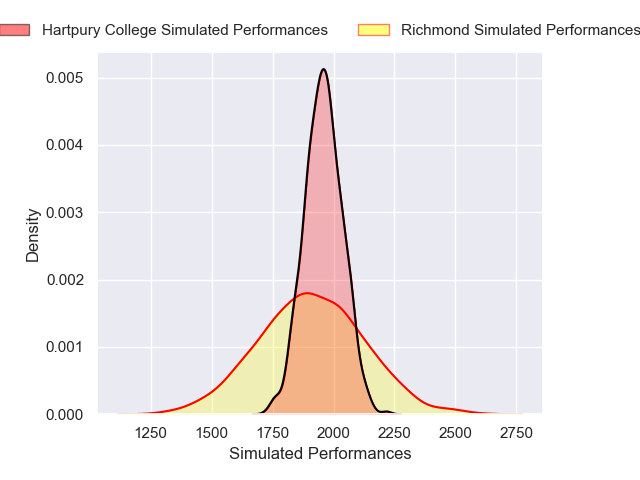 Hartpury College Simulated Performances
Richmond Simulated Performances
0.005
0.004
0.003
0.002
0.001
0.000
Density
1250 1500 1750 2000 2250 2500 2750
Simulated Performances